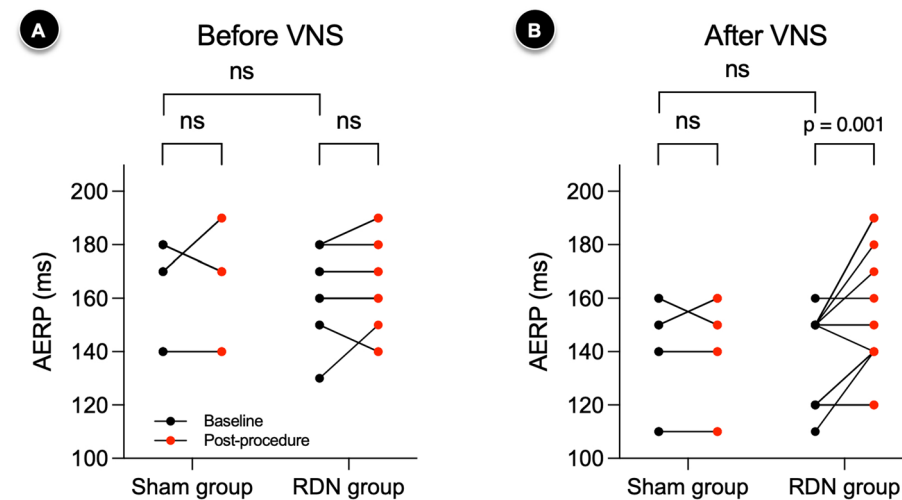 A
Before VNS
ns
ns
ns
AERP (ms)
200
180
160
140
120
100
Baseline
Post-procedure
Sham group
RDN group
B
After VNS
ns
ns
p = 0.001
AERP (ms)
200
180
160
140
120
100
Sham group
RDN group